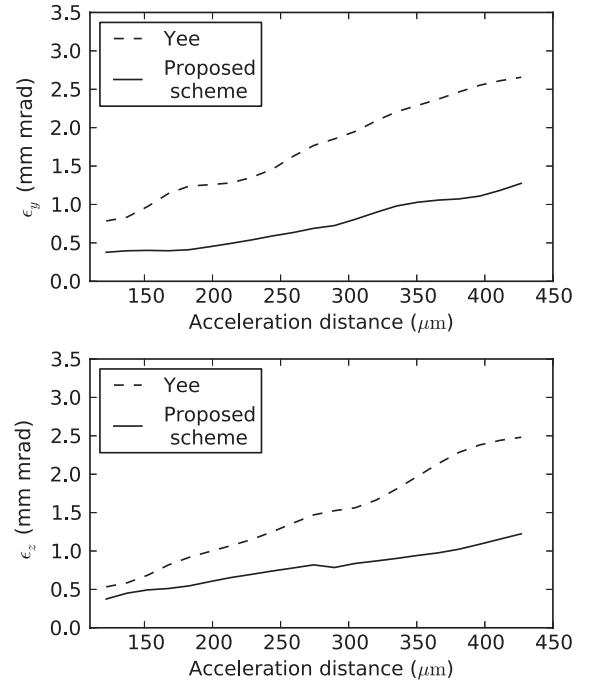 3.5
3.0
2.5
2.0
1.5
1.0
0.5
0.0
ϵ_y (mm mrad)
Yee
Proposed
scheme
150 200 250 300 350 400 450
Acceleration distance (μm)
3.5
3.0
2.5
2.0
1.5
1.0
0.5
0.0
ϵ_z (mm mrad)
Yee
Proposed
scheme
150 200 250 300 350 400 450
Acceleration distance (μm)